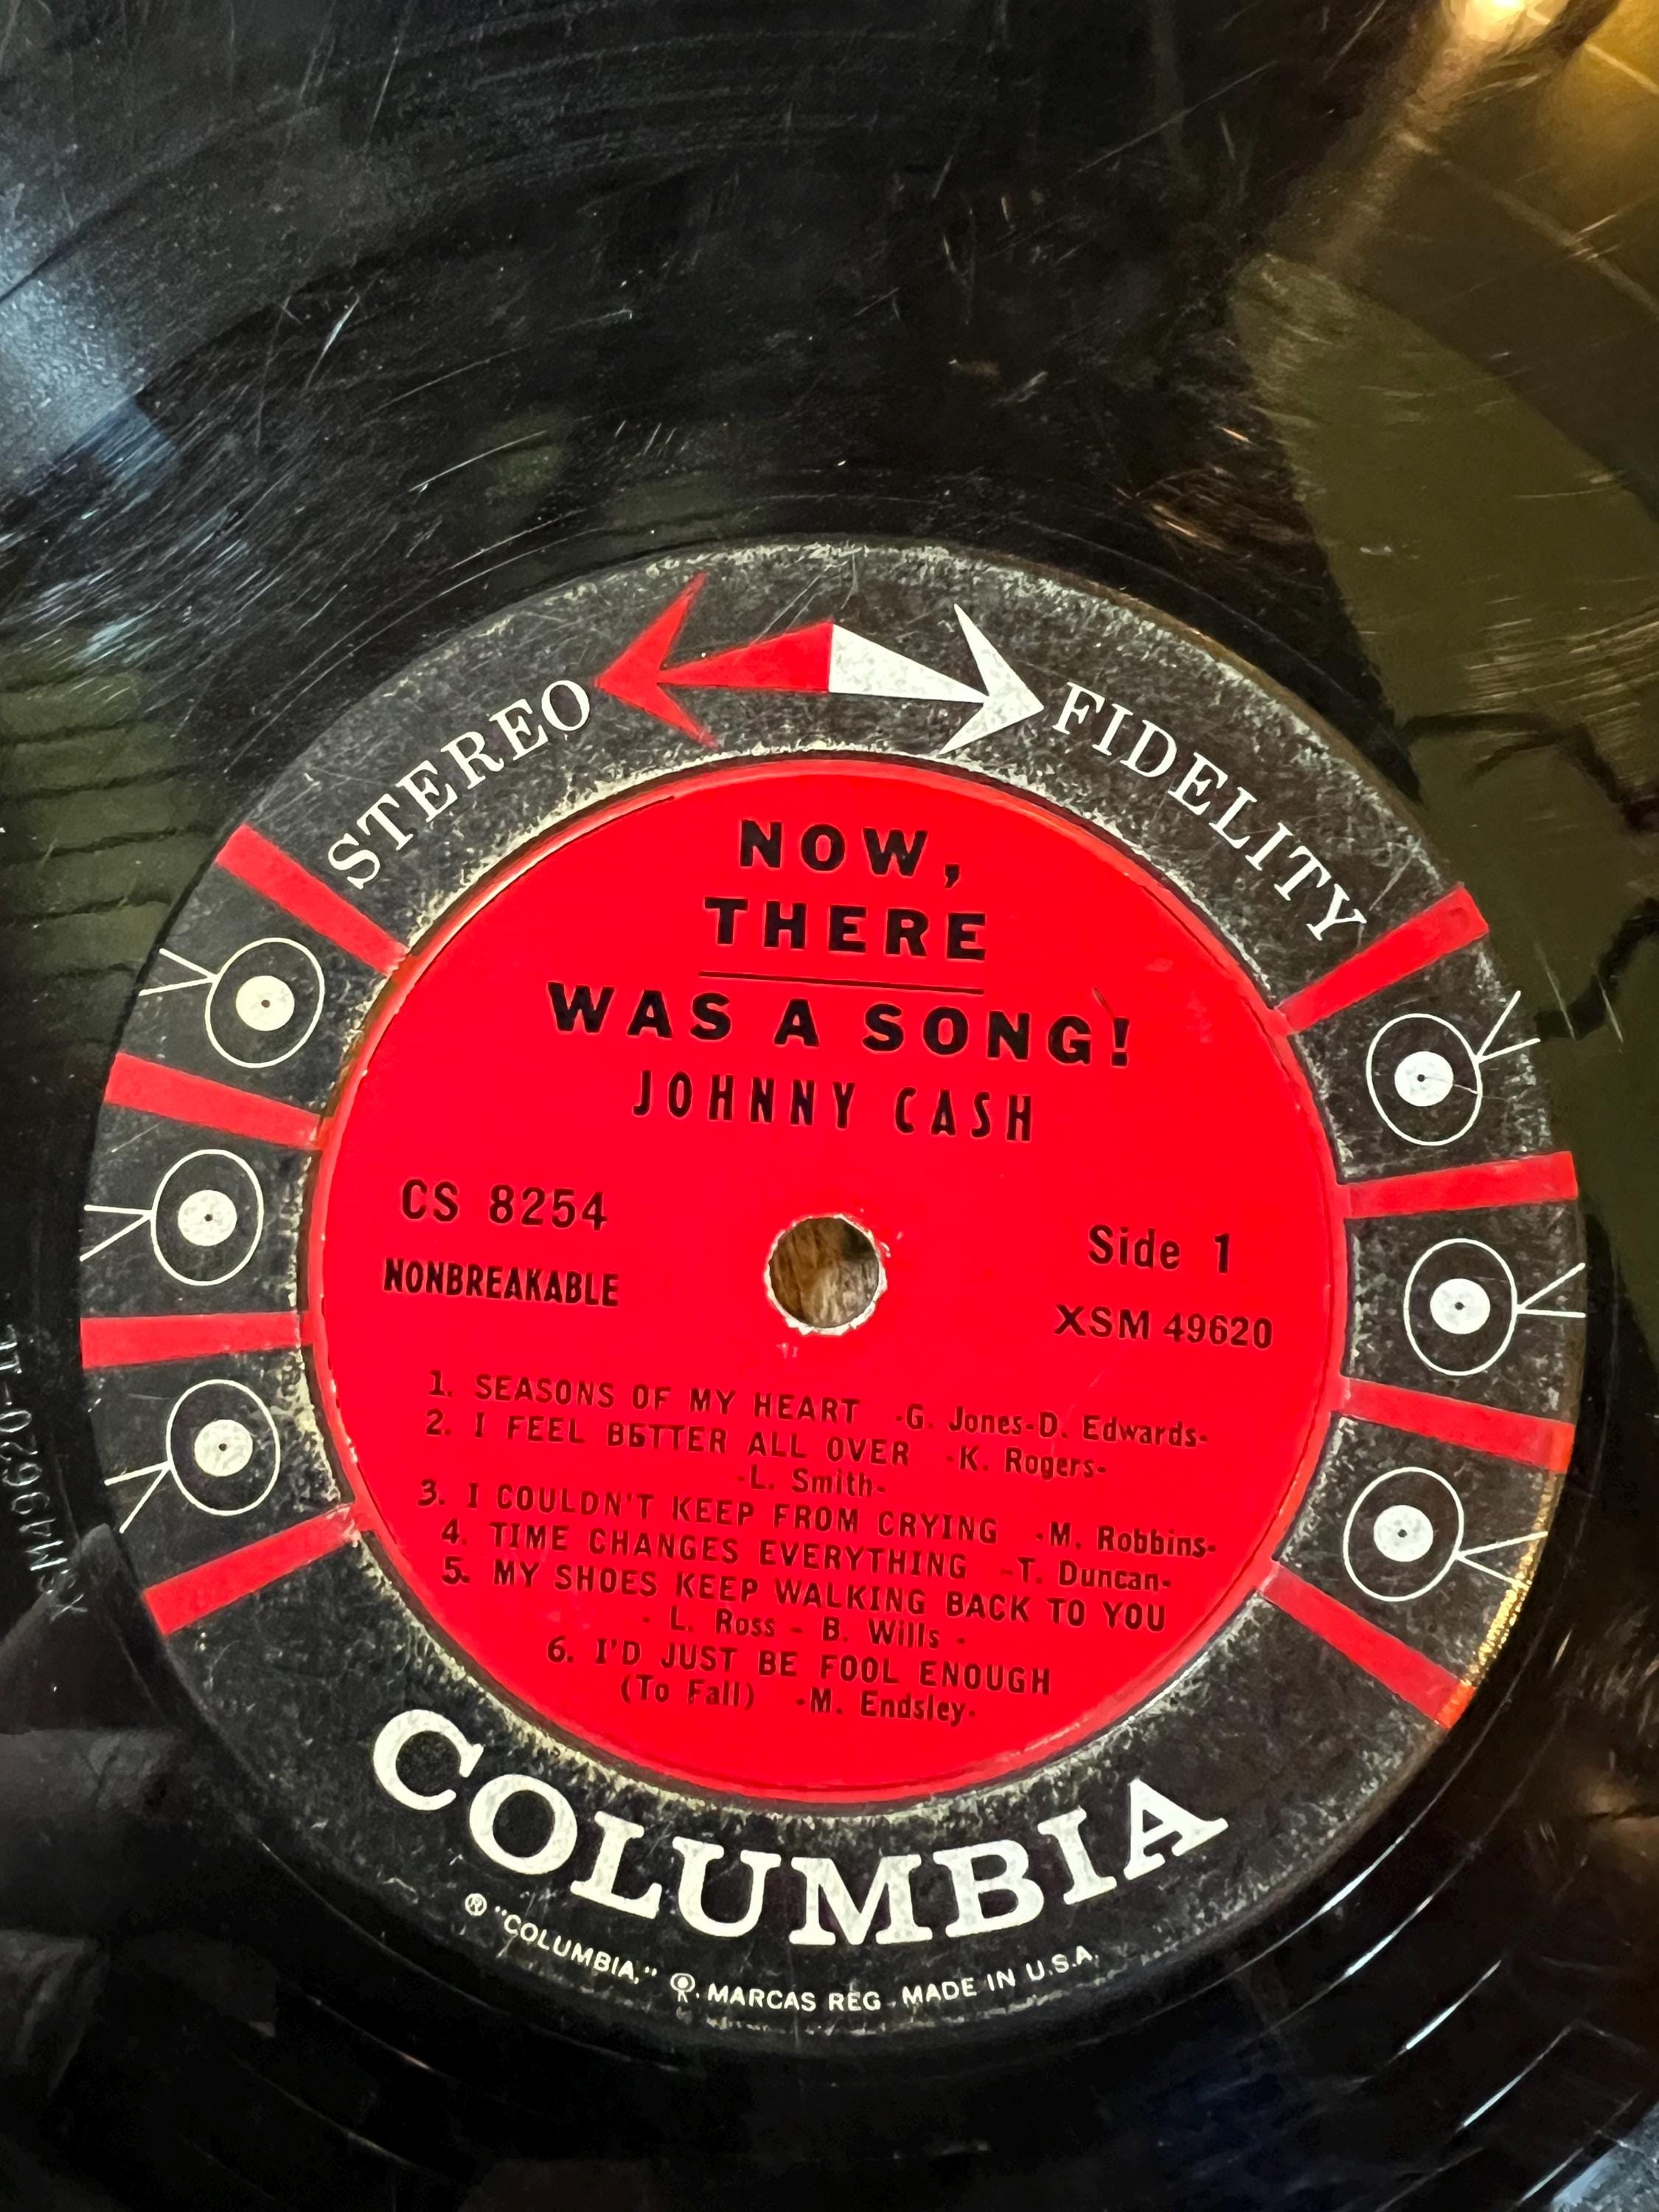 STEREO FIDELITY
NOW,
THERE
WAS A SONG!
JOHNNY CASH
CS 8254
NONBREAKABLE
Side 1
XSM 49620
1. SEASONS OF MY HEART -G. Jones-D. Edwards-
2. I FEEL BETTER ALL OVER -K. Rogers-
-L. Smith-
3. I COULDN'T KEEP FROM CRYING -M. Robbins-
4. TIME CHANGES EVERYTHING -T. Duncan-
5. MY SHOES KEEP WALKING BACK TO YOU
- L. Ross - B. Wills -
6. I'D JUST BE FOOL ENOUGH
(To Fall) -M. Endsley-
COLUMBIA
® "COLUMBIA," MARCAS REG. MADE IN U.S.A.